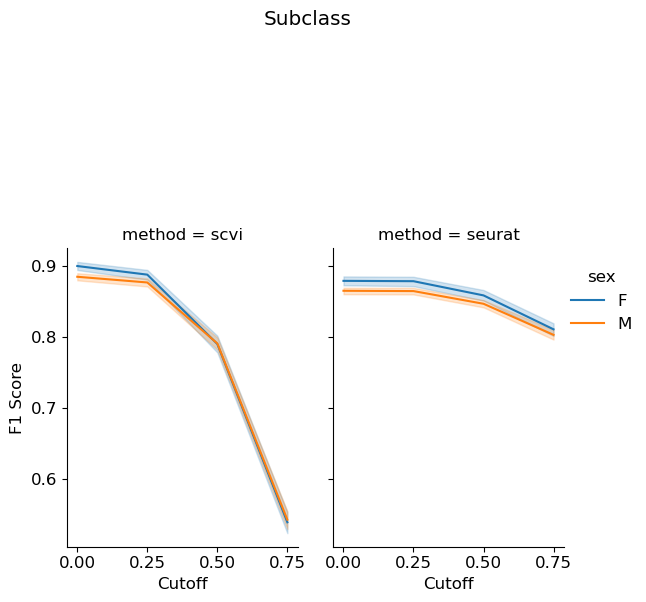 Subclass
method = scvi
method = seurat
F1 Score
0.9
0.8
0.7
0.6
0.00 0.25 0.50 0.75
Cutoff
0.00 0.25 0.50 0.75
Cutoff
sex
F
M